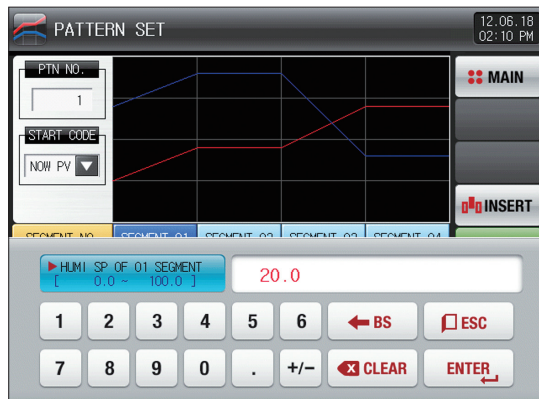 PATTERN SET
12.06.18
02:10 PM
PTN NO.
1
START CODE
NOW PV
MAIN
INSERT
SEGMENT NO
SEGMENT 01
SEGMENT 02
SEGMENT 03
SEGMENT 04
▶HUMI SP OF 01 SEGMENT
[ 0.0 ~ 100.0 ]
20.0
1 2 3 4 5 6 BS ESC
7 8 9 0 . +/− CLEAR ENTER